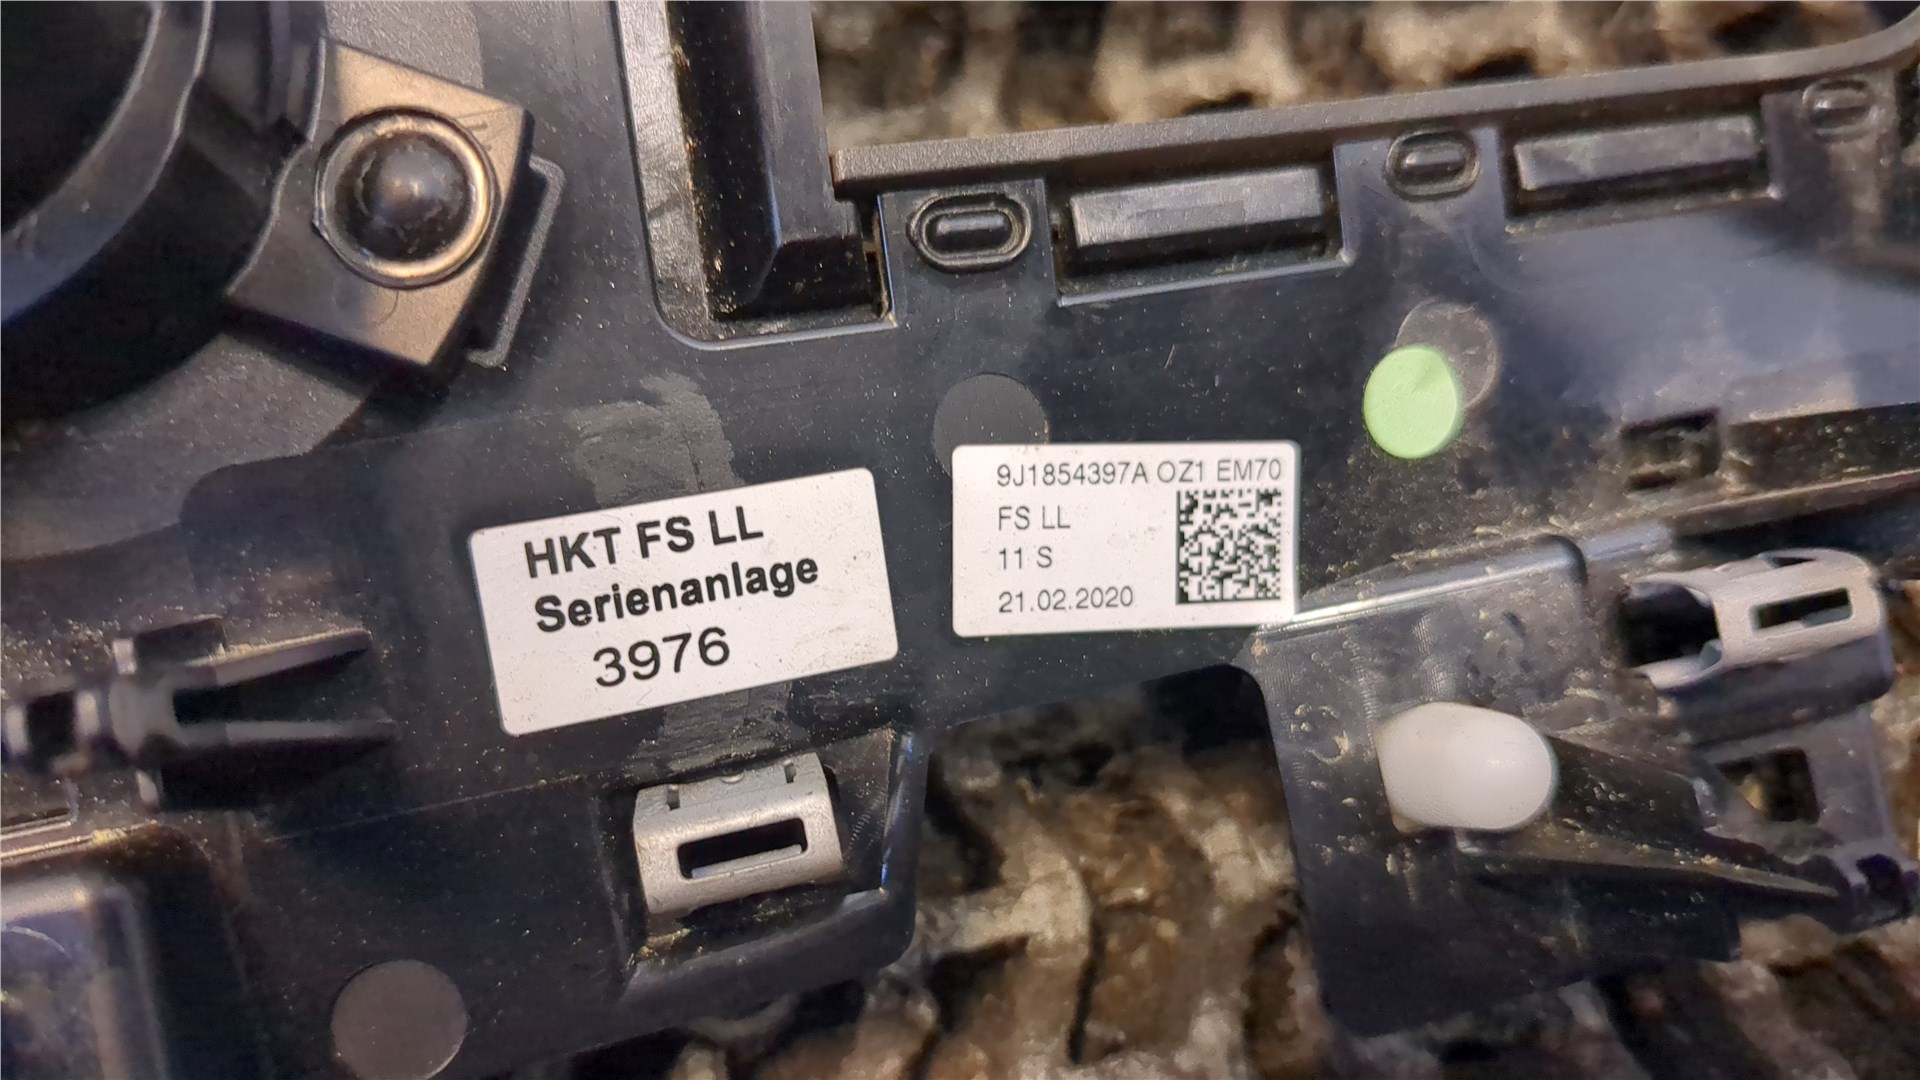 HKT FS LL
Serienanlage
3976
9J1854397A OZ1 EM70
FS LL
11 S
21.02.2020